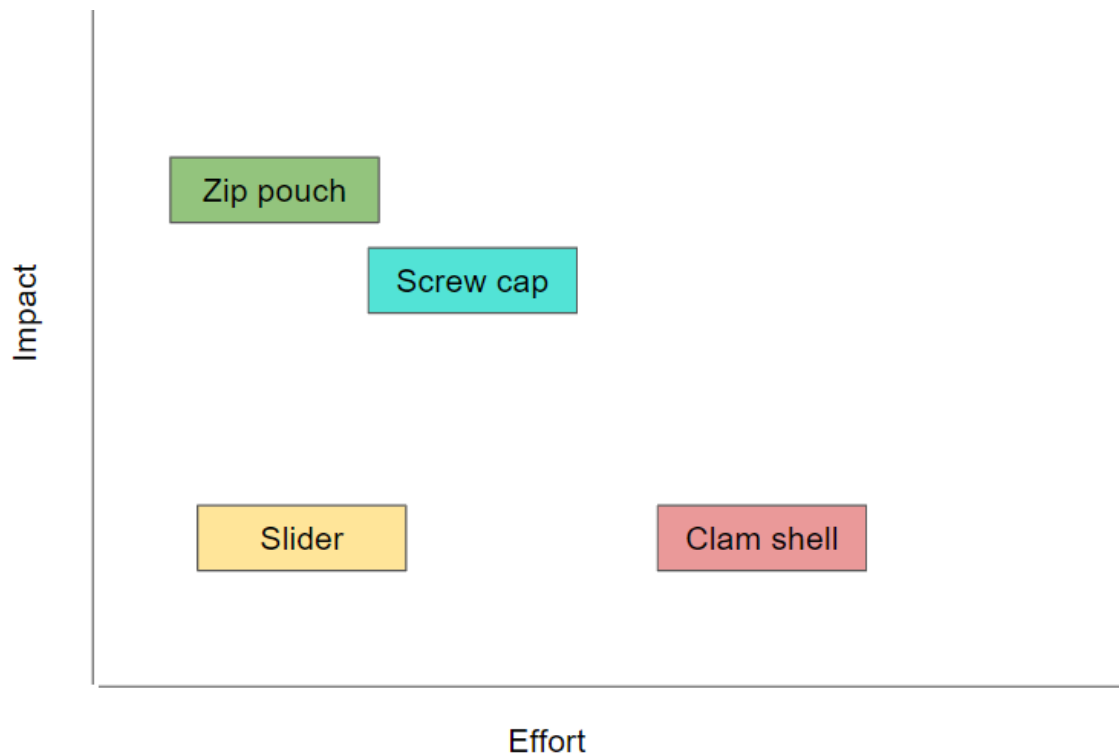 Zip pouch
Screw cap
Impact
Slider
Clam shell
Effort